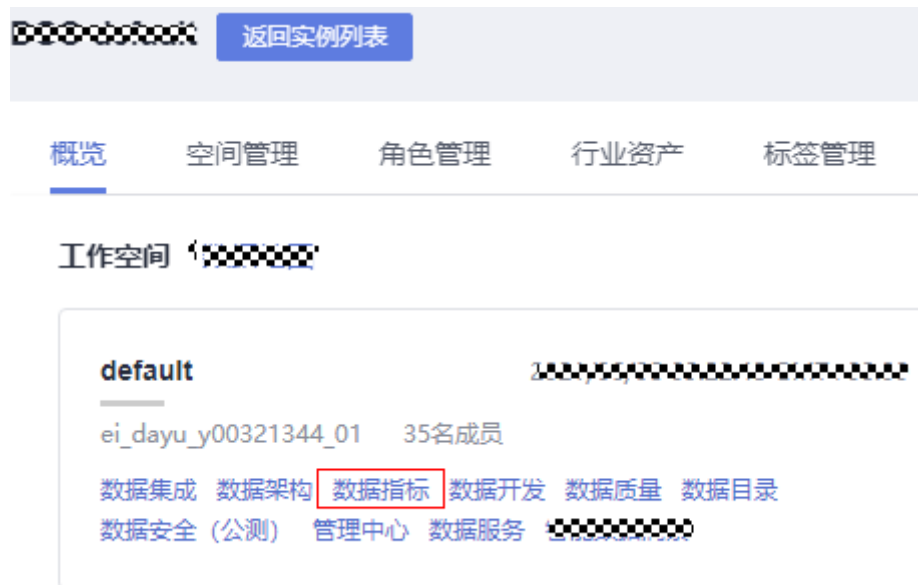 返回实例列表
概览 空间管理 角色管理 行业资产 标签管理
工作空间
default
ei_dayu_y00321344_01 35名成员
数据集成 数据架构 数据指标 数据开发 数据质量 数据目录
数据安全 (公测) 管理中心 数据服务